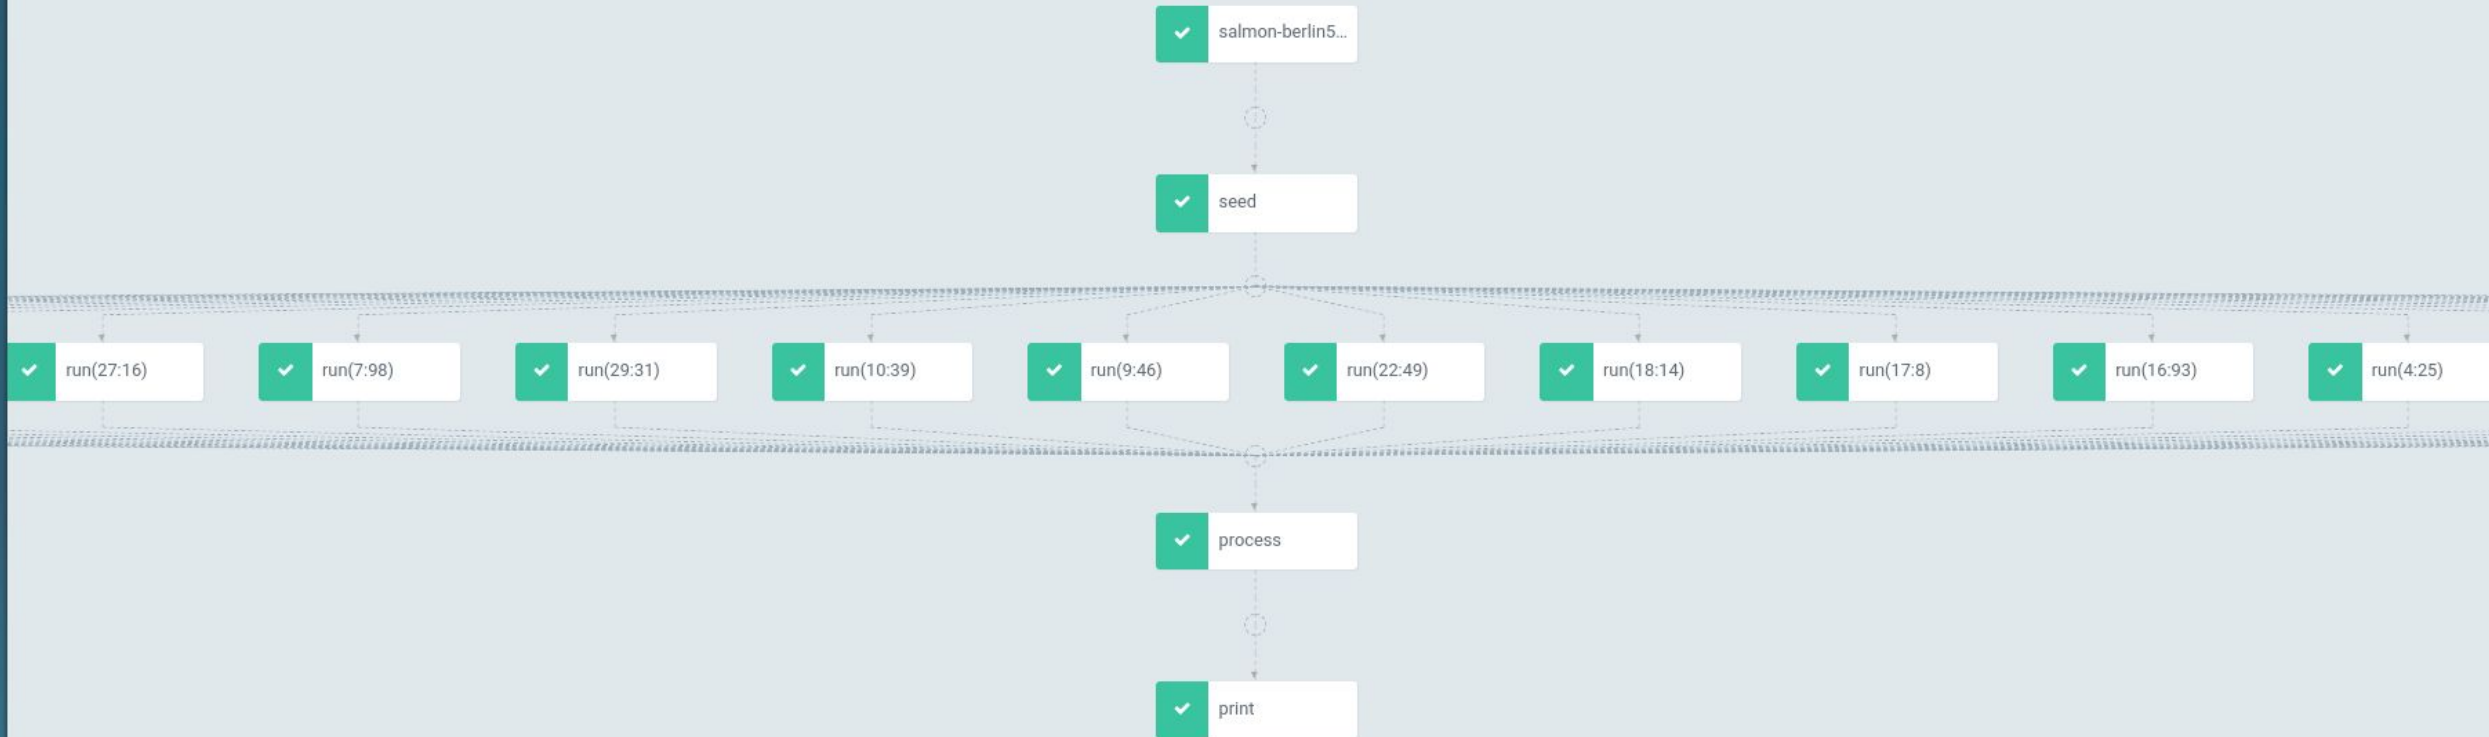 salmon-berlin5...
seed
run(27:16)
run(7:98)
run(29:31)
run(10:39)
run(9:46)
run(22:49)
run(18:14)
run(17:8)
run(16:93)
run(4:25)
process
print